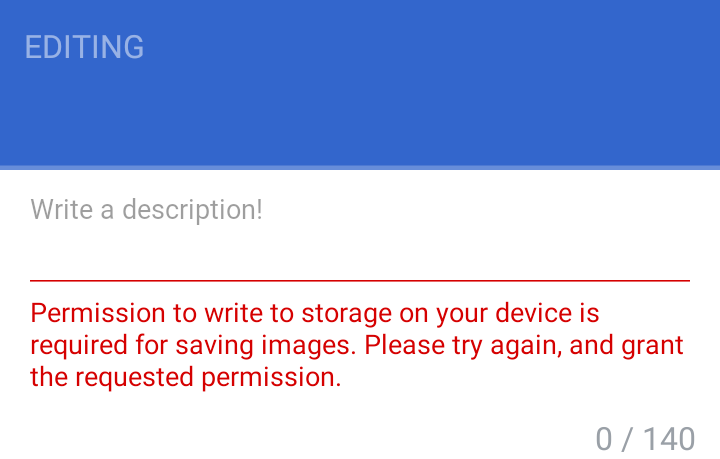 EDITING
Write a description!
Permission to write to storage on your device is
required for saving images. Please try again, and grant
the requested permission.
0 / 140